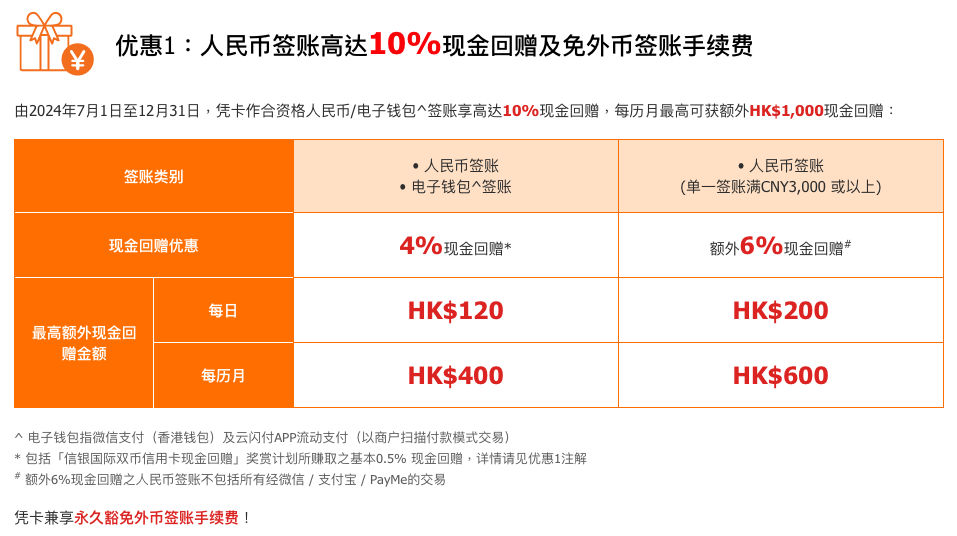 ¥
优惠1：人民币签账高达10%现金回赠及免外币签账手续费
由2024年7月1日至12月31日，凭卡作合资格人民币/电子钱包^签账享高达10%现金回赠，每历月最高可获额外HK$1,000现金回赠：
签账类别
• 人民币签账
• 电子钱包^签账
• 人民币签账
(单一签账满CNY3,000 或以上)
现金回赠优惠
4%现金回赠*
额外6%现金回赠#
最高额外现金回
赠金额
每日
HK$120
HK$200
每历月
HK$400
HK$600
^ 电子钱包指微信支付（香港钱包）及云闪付APP流动支付（以商户扫描付款模式交易）
* 包括「信银国际双币信用卡现金回赠」奖赏计划所赚取之基本0.5% 现金回赠，详情请见优惠1注解
# 额外6%现金回赠之人民币签账不包括所有经微信 / 支付宝 / PayMe的交易
凭卡兼享永久豁免外币签账手续费！